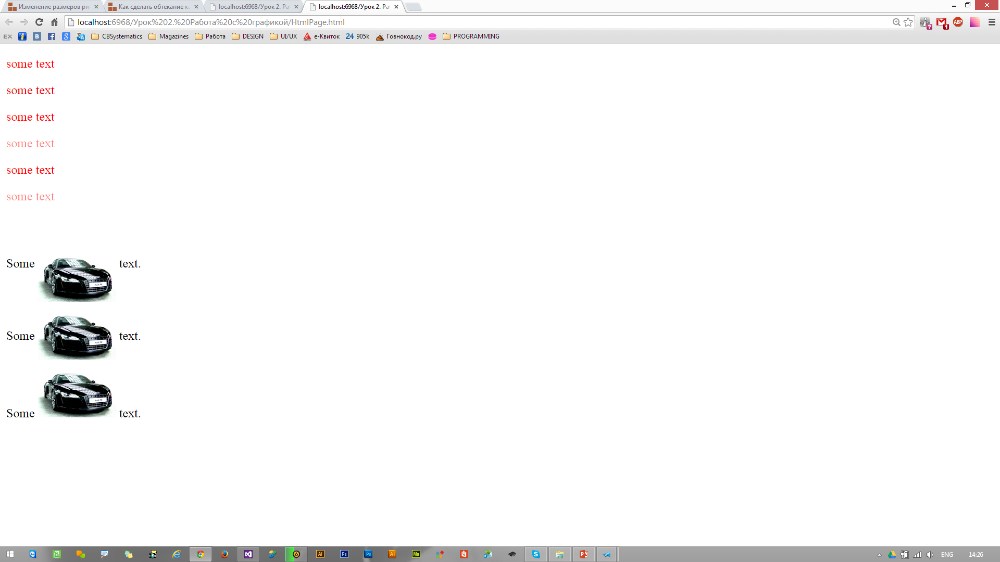 Изменение размеров ри
Как сделать обтекание ка
localhost:6968/Урок 2. Ра
localhost:6968/Урок 2. Ра
localhost:6968/Урок%202.%20Работа%20с%20графикой/HtmlPage.html
CBSystematics Magazines Работа DESIGN UI/UX е-Квиток 24 905k Говнокод.ру PROGRAMMING
some text
some text
some text
some text
some text
some text
Some text.
Some text.
Some text.
ENG 14:26